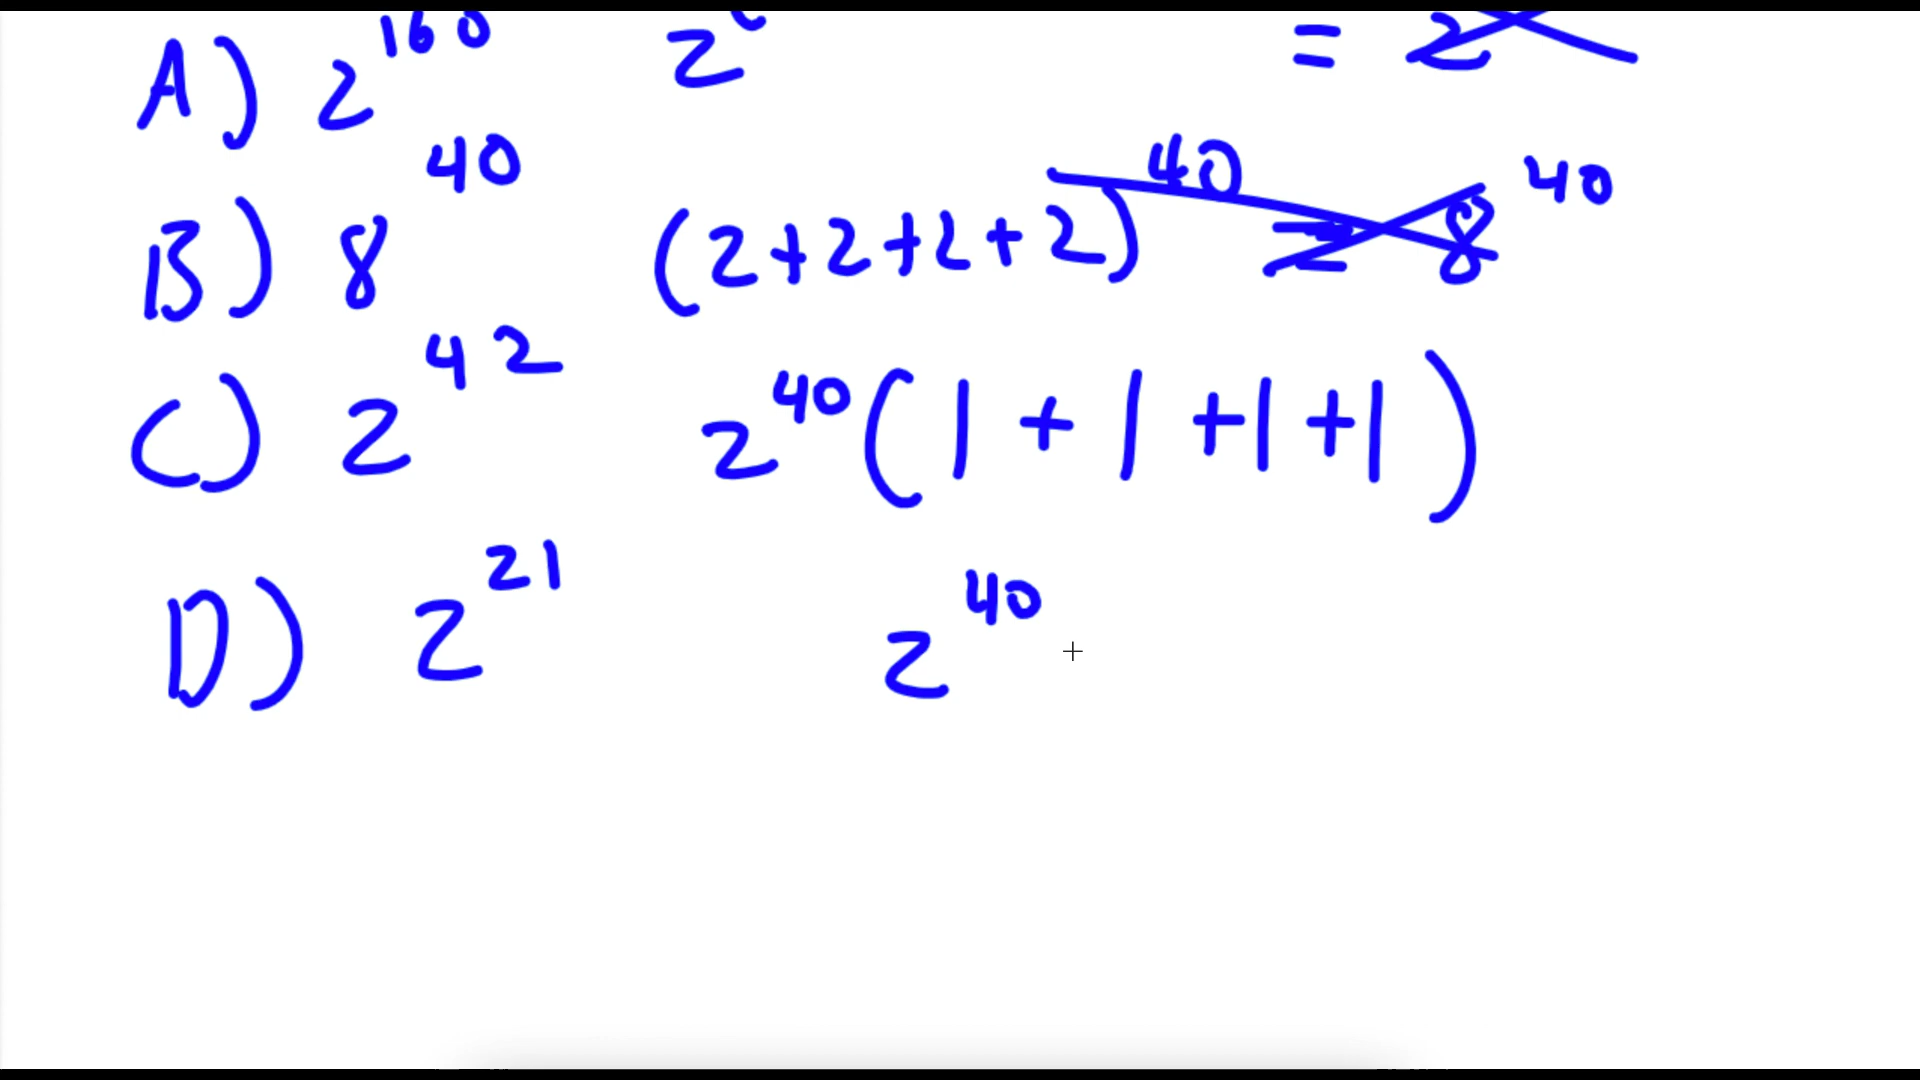 A) 2^160 2 = 2
B) 8^40 (2+2+2+2)^40 = 8^40
C) 2^42 2^40(1+1+1+1)
D) 2^21 2^40